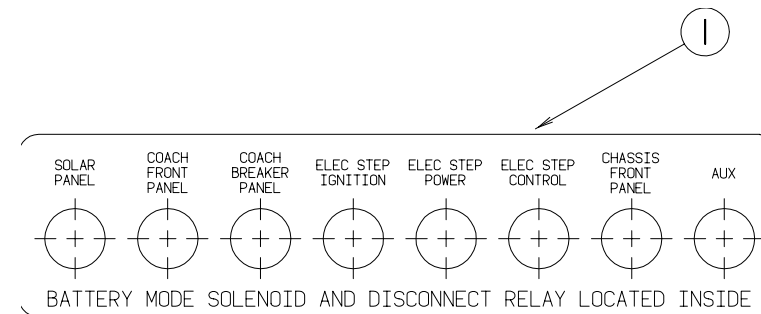 1
SOLAR
PANEL
COACH
FRONT
PANEL
COACH
BREAKER
PANEL
ELEC STEP
IGNITION
ELEC STEP
POWER
ELEC STEP
CONTROL
CHASSIS
FRONT
PANEL
AUX
BATTERY MODE SOLENOID AND DISCONNECT RELAY LOCATED INSIDE